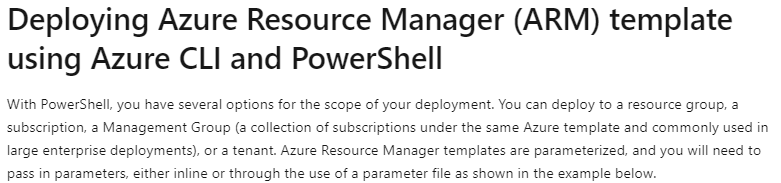 Deploying Azure Resource Manager (ARM) template
using Azure CLI and PowerShell
With PowerShell, you have several options for the scope of your deployment. You can deploy to a resource group, a
subscription, a Management Group (a collection of subscriptions under the same Azure template and commonly used in
large enterprise deployments), or a tenant. Azure Resource Manager templates are parameterized, and you will need to
pass in parameters, either inline or through the use of a parameter file as shown in the example below.